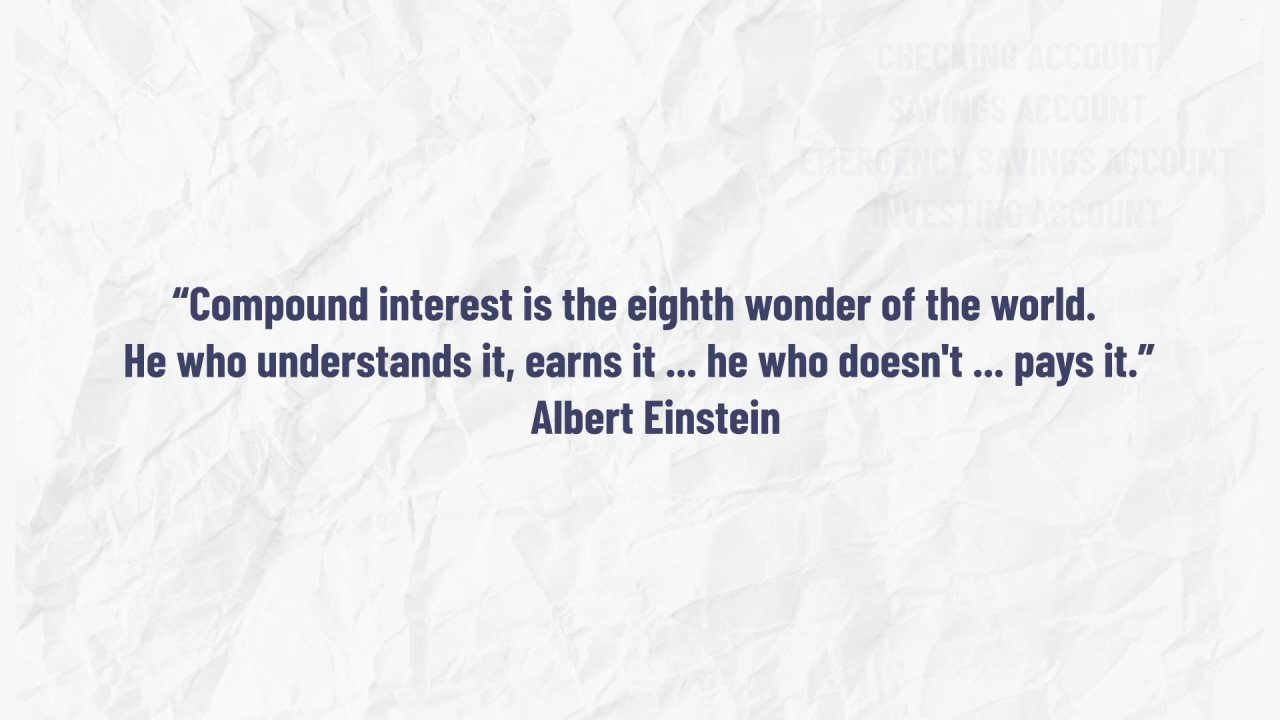 CHECKING ACCOUNT
SAVINGS ACCOUNT
EMERGENCY SAVINGS ACCOUNT
INVESTING ACCOUNT
“Compound interest is the eighth wonder of the world.
He who understands it, earns it ... he who doesn't ... pays it.”
Albert Einstein